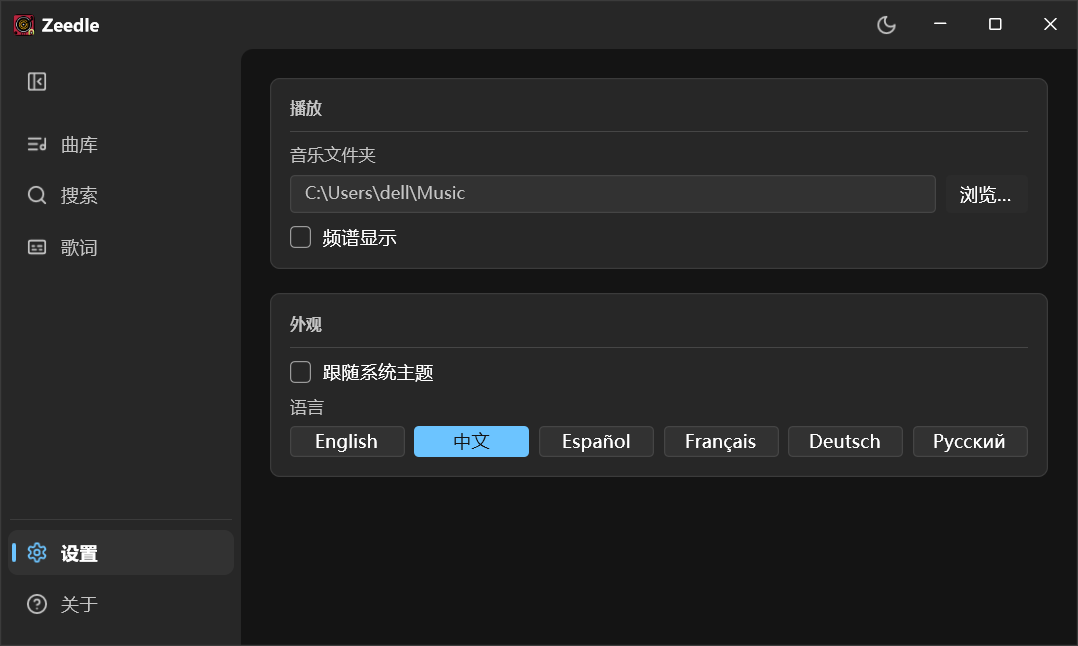 Zeedle
曲库
搜索
歌词
设置
关于
播放
音乐文件夹
C:\Users\dell\Music
浏览...
频谱显示
外观
跟随系统主题
语言
English 中文 Español Français Deutsch Русский